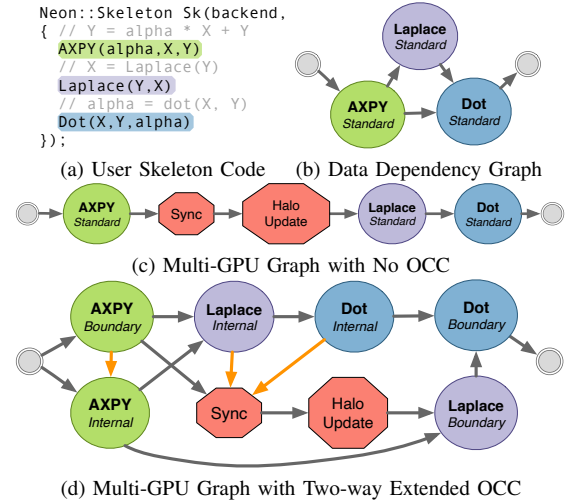 Neon::Skeleton Sk(backend,
{ // Y = alpha * X + Y
AXPY(alpha,X,Y)
// X = Laplace(Y)
Laplace(Y,X)
// alpha = dot(X, Y)
Dot(X,Y,alpha)
});
(a) User Skeleton Code
Laplace
Standard
AXPY
Standard
Dot
Standard
(b) Data Dependency Graph
AXPY
Standard
Sync
Halo
Update
Laplace
Standard
Dot
Standard
(c) Multi-GPU Graph with No OCC
AXPY
Boundary
Laplace
Internal
Dot
Internal
Dot
Boundary
AXPY
Internal
Sync
Halo
Update
Laplace
Boundary
(d) Multi-GPU Graph with Two-way Extended OCC